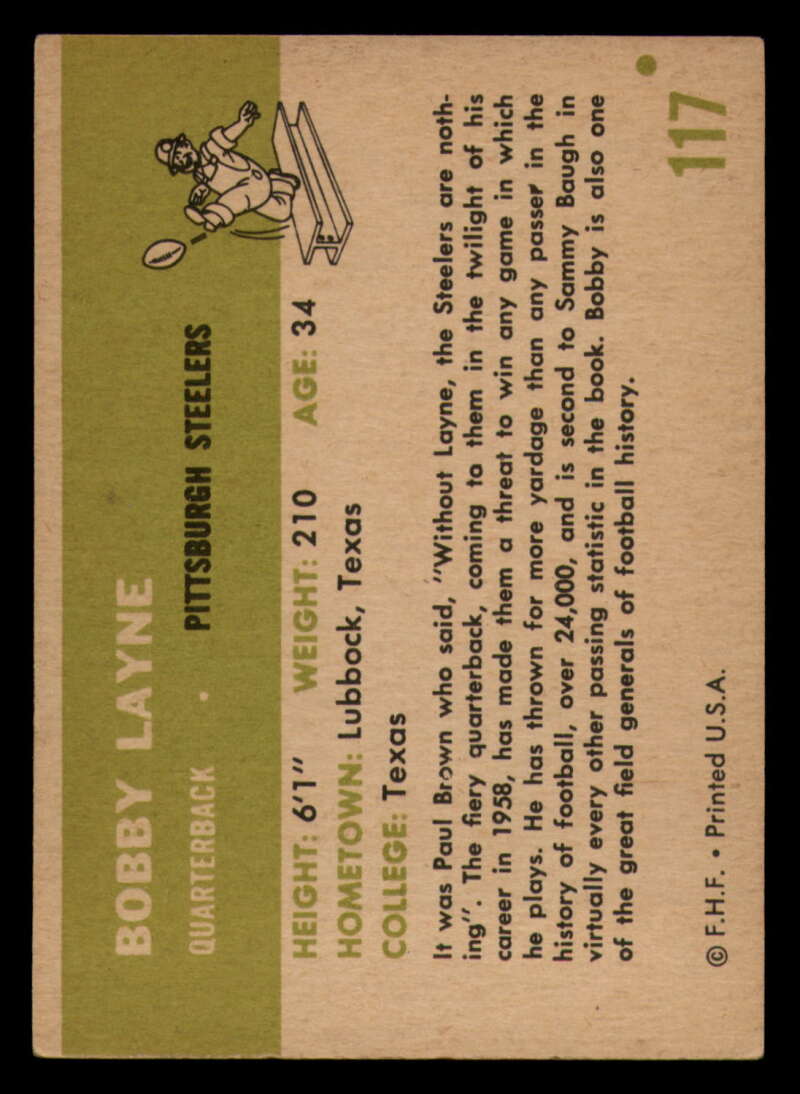 BOBBY LAYNE
QUARTERBACK • PITTSBURGH STEELERS
HEIGHT: 6'1" WEIGHT: 210 AGE: 34
HOMETOWN: Lubbock, Texas
COLLEGE: Texas
It was Paul Brown who said, "Without Layne, the Steelers are noth-
ing". The fiery quarterback, coming to them in the twilight of his
career in 1958, has made them a threat to win any game in which
he plays. He has thrown for more yardage than any passer in the
history of football, over 24,000, and is second to Sammy Baugh in
virtually every other passing statistic in the book. Bobby is also one
of the great field generals of football history.
117
© F.H.F. • Printed U.S.A.